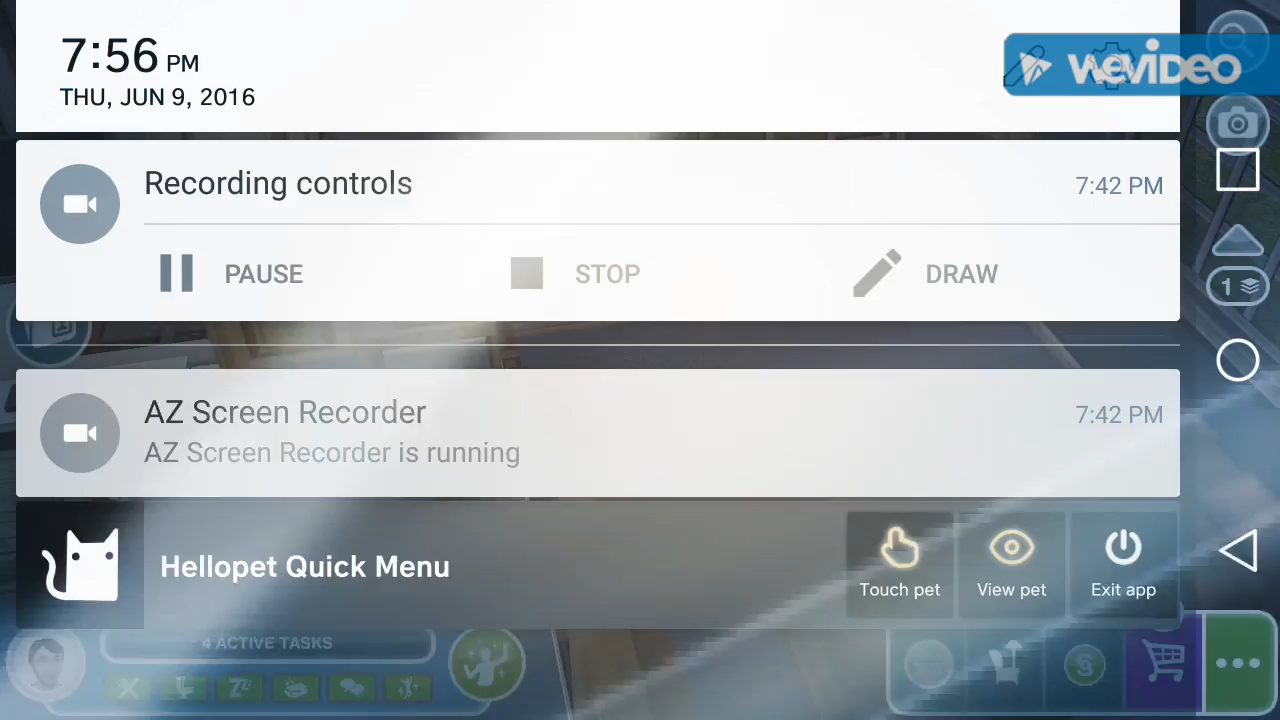 7:56 PM
THU, JUN 9, 2016
WEVIDEO
Recording controls
7:42 PM
PAUSE
STOP
DRAW
1
AZ Screen Recorder
7:42 PM
AZ Screen Recorder is running
Hellopet Quick Menu
Touch pet
View pet
Exit app
4 ACTIVE TASKS